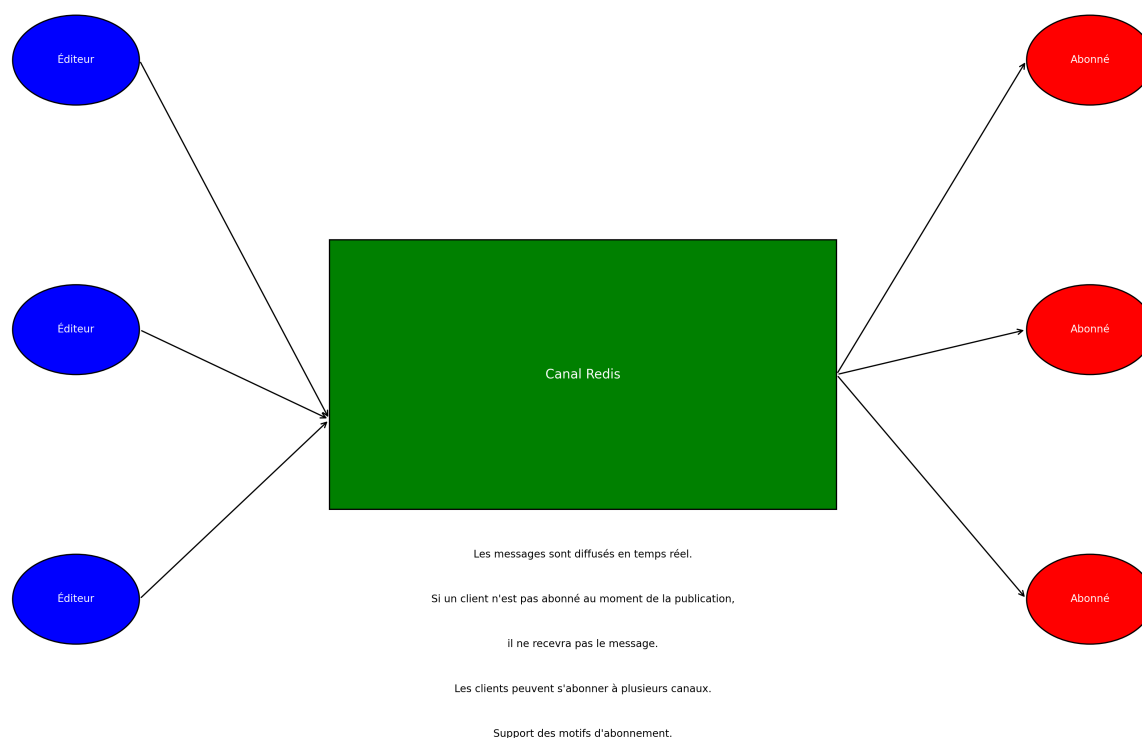 Éditeur
Abonné
Éditeur
Abonné
Canal Redis
Les messages sont diffusés en temps réel.
Éditeur
Si un client n'est pas abonné au moment de la publication,
Abonné
il ne recevra pas le message.
Les clients peuvent s'abonner à plusieurs canaux.
Support des motifs d'abonnement.